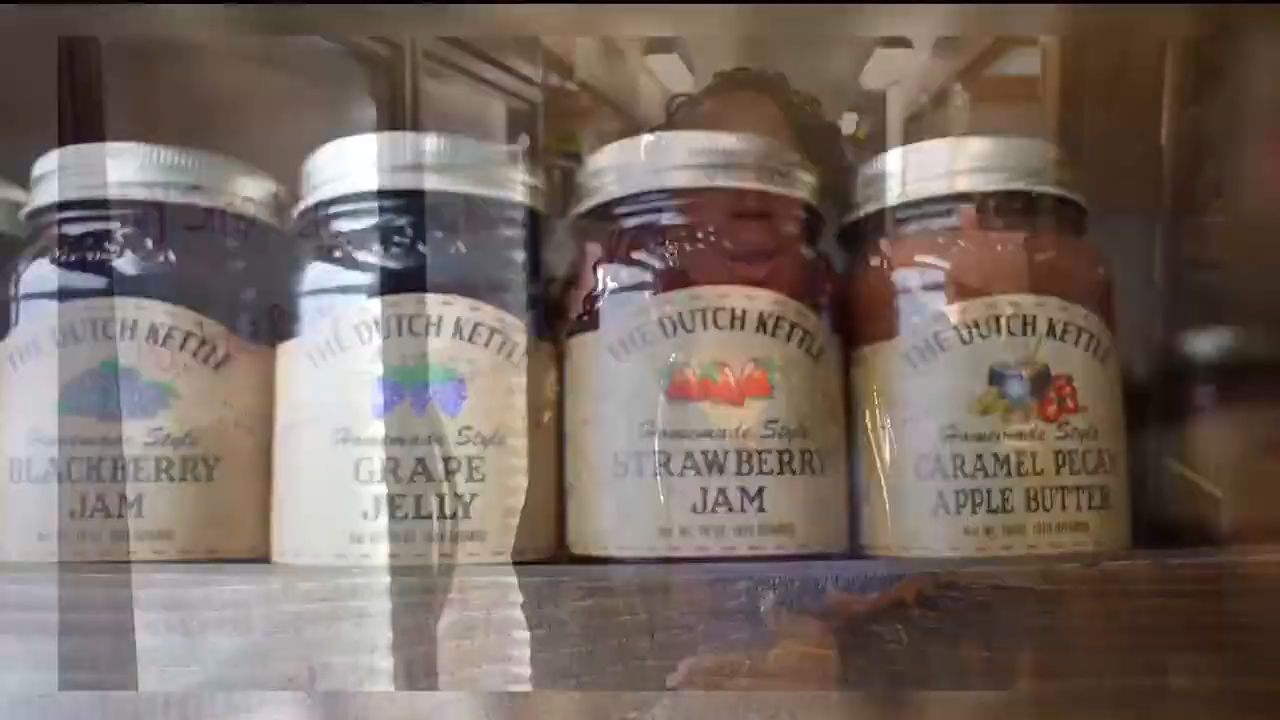 THE DUTCH KETTLE
Homemade Style
BLACKBERRY
JAM
THE DUTCH KETTLE
Homemade Style
GRAPE
JELLY
THE DUTCH KETTLE
Homemade Style
STRAWBERRY
JAM
THE DUTCH KETTLE
Homemade Style
CARAMEL PECAN
APPLE BUTTER